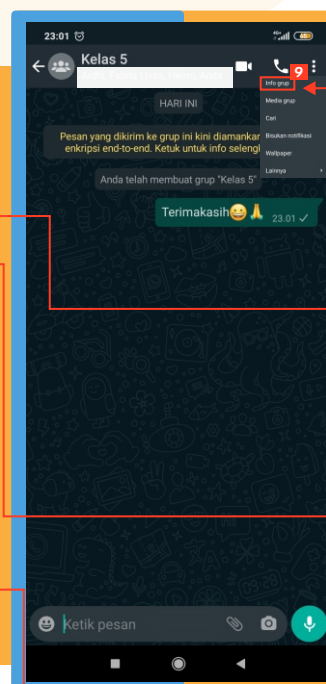 23:01
Kelas 5
9
Info grup
Media grup
Cari
Bisukan notifikasi
Wallpaper
Lainnya
HARI INI
Pesan yang dikirim ke grup ini kini diamankan
enkripsi end-to-end. Ketuk untuk info selengk
Anda telah membuat grup "Kelas 5"
Terimakasih😀🙏 23.01
Ketik pesan